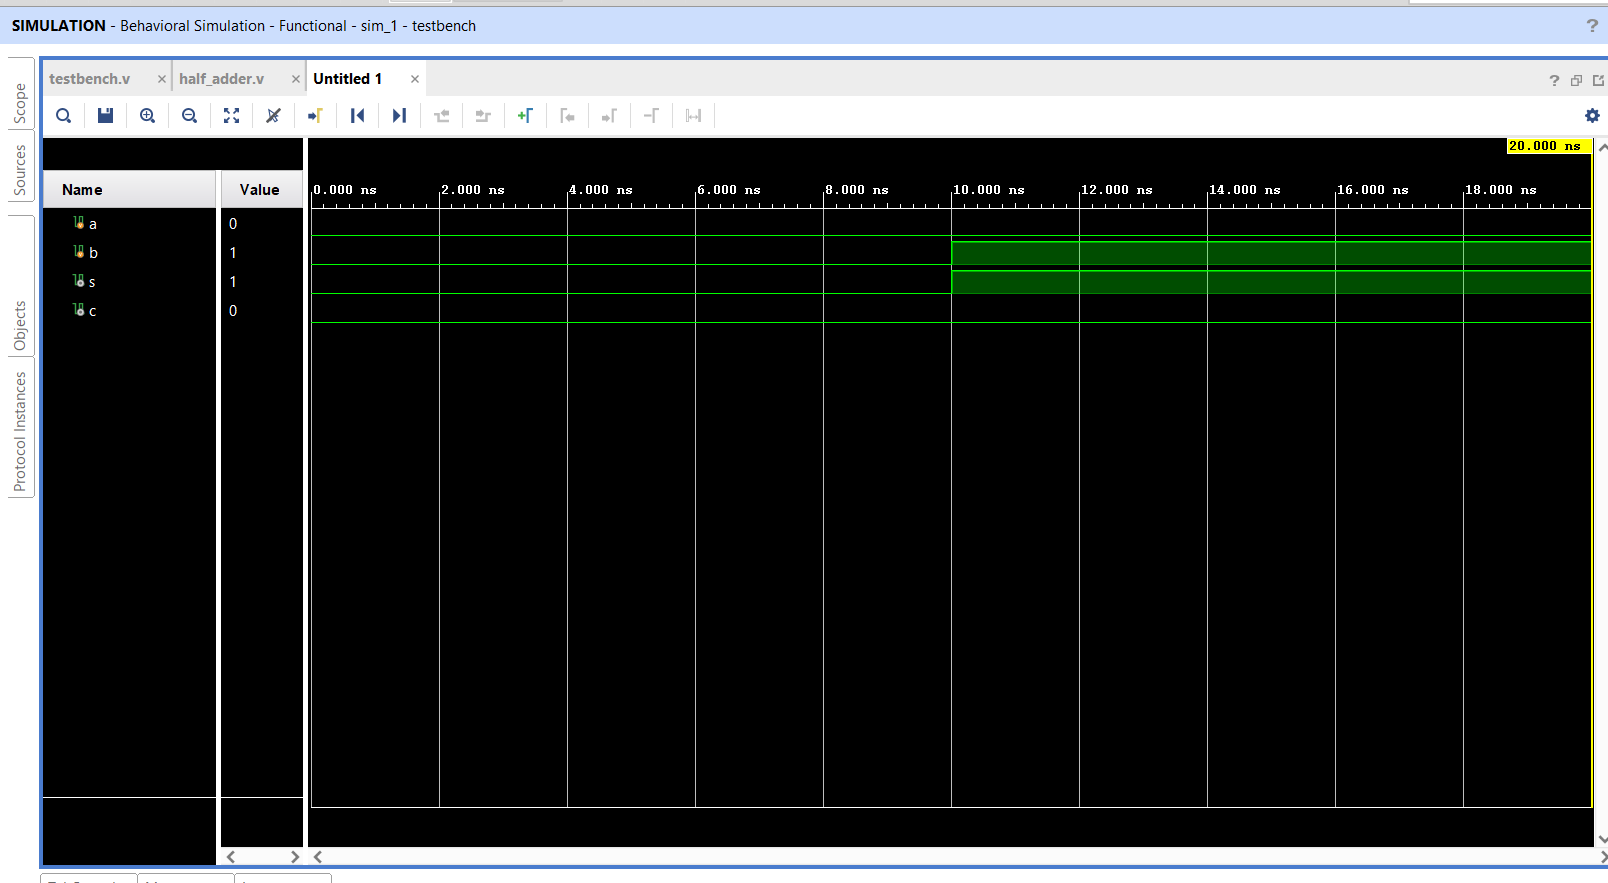 SIMULATION - Behavioral Simulation - Functional - sim_1 - testbench
?
testbench.v × half_adder.v × Untitled 1 ×
?
Scope
Sources
Objects
Protocol Instances
20.000 ns
Name Value
0.000 ns 2.000 ns 4.000 ns 6.000 ns 8.000 ns 10.000 ns 12.000 ns 14.000 ns 16.000 ns 18.000 ns
a 0
b 1
s 1
c 0